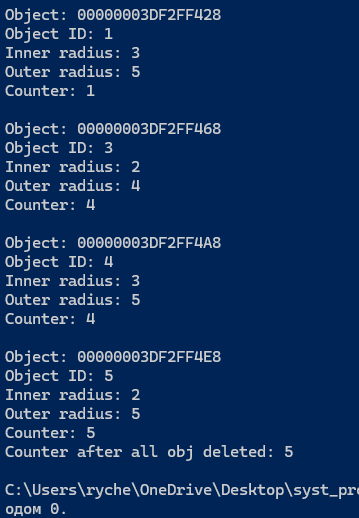 Object: 00000003DF2FF428
Object ID: 1
Inner radius: 3
Outer radius: 5
Counter: 1
Object: 00000003DF2FF468
Object ID: 3
Inner radius: 2
Outer radius: 4
Counter: 4
Object: 00000003DF2FF4A8
Object ID: 4
Inner radius: 3
Outer radius: 5
Counter: 4
Object: 00000003DF2FF4E8
Object ID: 5
Inner radius: 2
Outer radius: 5
Counter: 5
Counter after all obj deleted: 5
C:\Users\ryche\OneDrive\Desktop\syst_pro
одом 0.